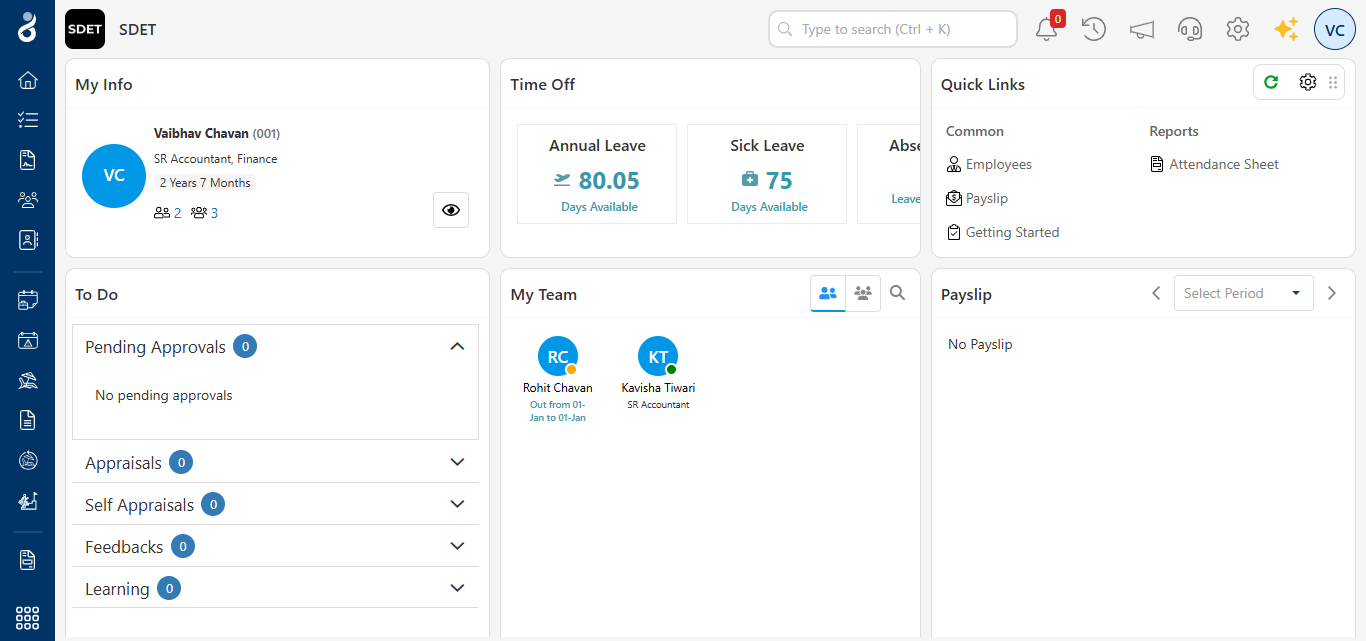 SDET
SDET
Type to search (Ctrl + K)
0
VC
My Info
VC
Vaibhav Chavan (001)
SR Accountant, Finance
2 Years 7 Months
2
3
Time Off
Annual Leave
80.05
Days Available
Sick Leave
75
Days Available
Abse
Leave
Quick Links
Common
Employees
Payslip
Getting Started
Reports
Attendance Sheet
To Do
Pending Approvals 0
No pending approvals
Appraisals 0
Self Appraisals 0
Feedbacks 0
Learning 0
My Team
RC
Rohit Chavan
Out from 01-
Jan to 01-Jan
KT
Kavisha Tiwari
SR Accountant
Payslip
Select Period
No Payslip